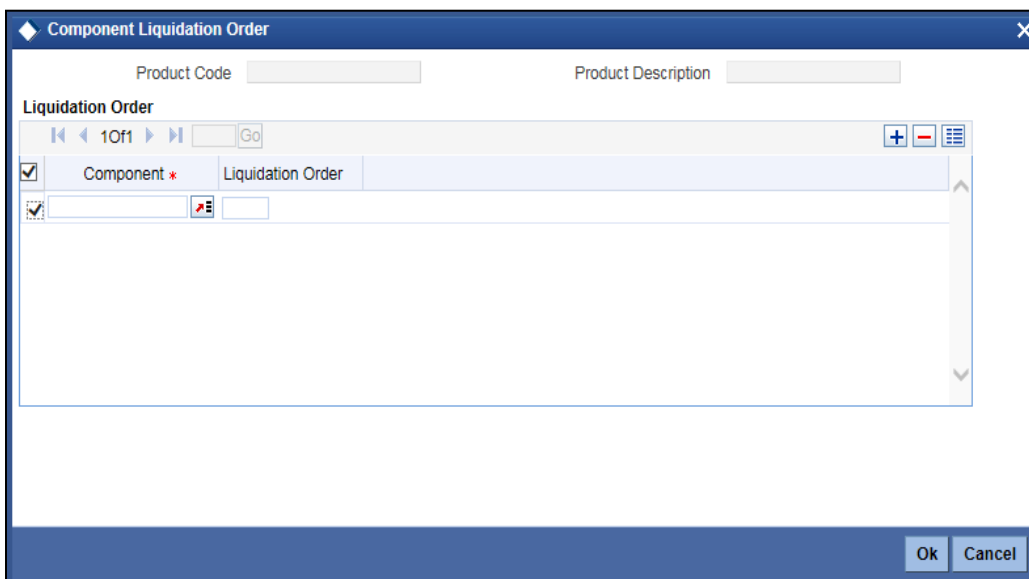 Component Liquidation Order
Product Code Product Description
Liquidation Order
1Of1 Go
Component * Liquidation Order
Ok Cancel